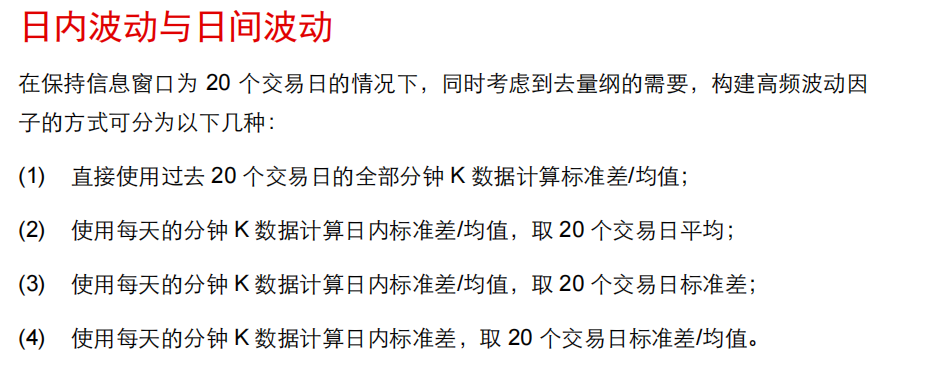 日内波动与日间波动
在保持信息窗口为 20 个交易日的情况下，同时考虑到去量纲的需要，构建高频波动因
子的方式可分为以下几种：
(1) 直接使用过去 20 个交易日的全部分钟 K 数据计算标准差/均值；
(2) 使用每天的分钟 K 数据计算日内标准差/均值，取 20 个交易日平均；
(3) 使用每天的分钟 K 数据计算日内标准差/均值，取 20 个交易日标准差；
(4) 使用每天的分钟 K 数据计算日内标准差，取 20 个交易日标准差/均值。